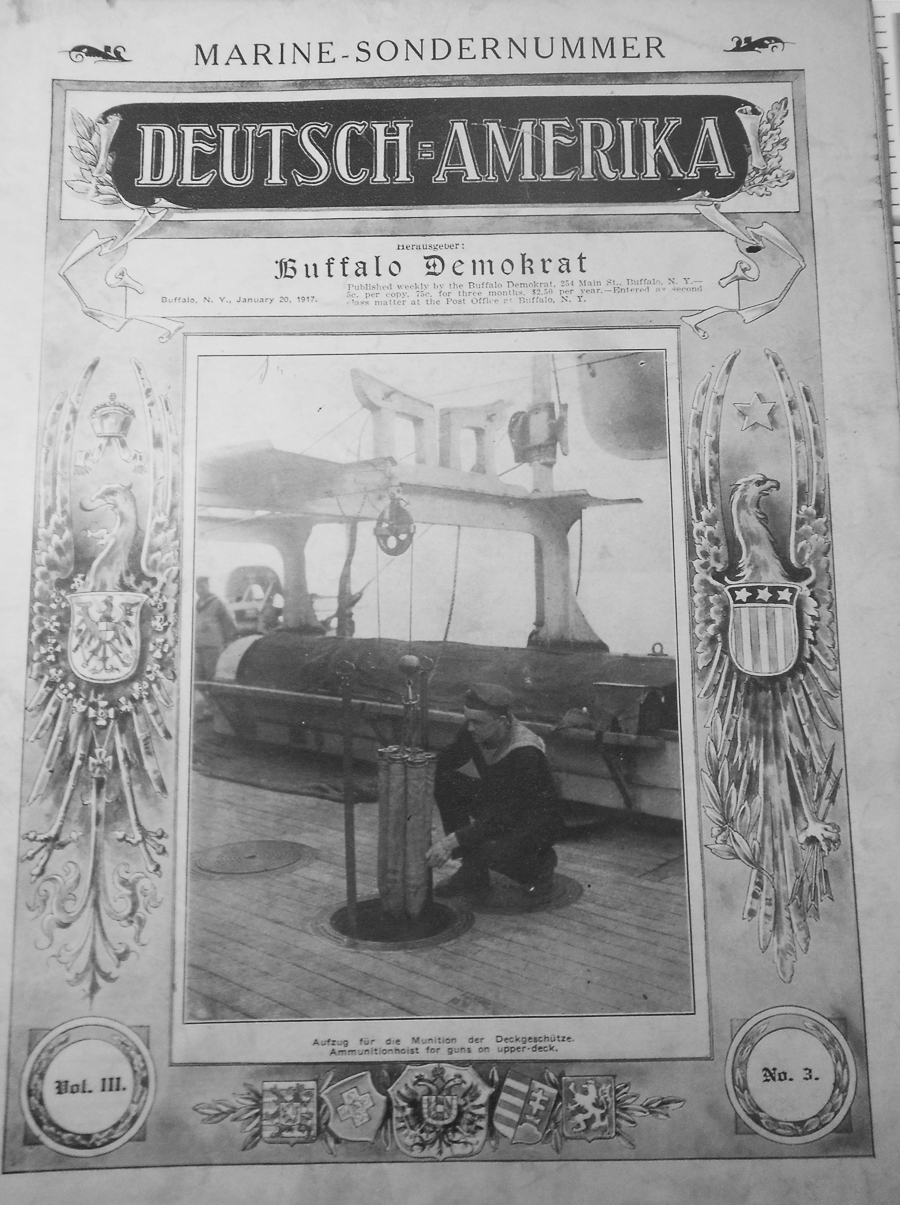 MARINE-SONDERNUMMER
DEUTSCH=AMERIKA
Herausgeber:
Buffalo Demokrat
Published weekly by the Buffalo Demokrat, 254 Main St., Buffalo, N. Y.—
5c. per copy, 75c. for three months, $2.50 per year.—Entered as second
class matter at the Post Office at Buffalo, N. Y.
Buffalo, N. Y., January 20, 1917.
Aufzug für die Munition der Deckgeschütze.
Ammunitionhoist for guns on upper-deck.
Vol. III.
No. 3.